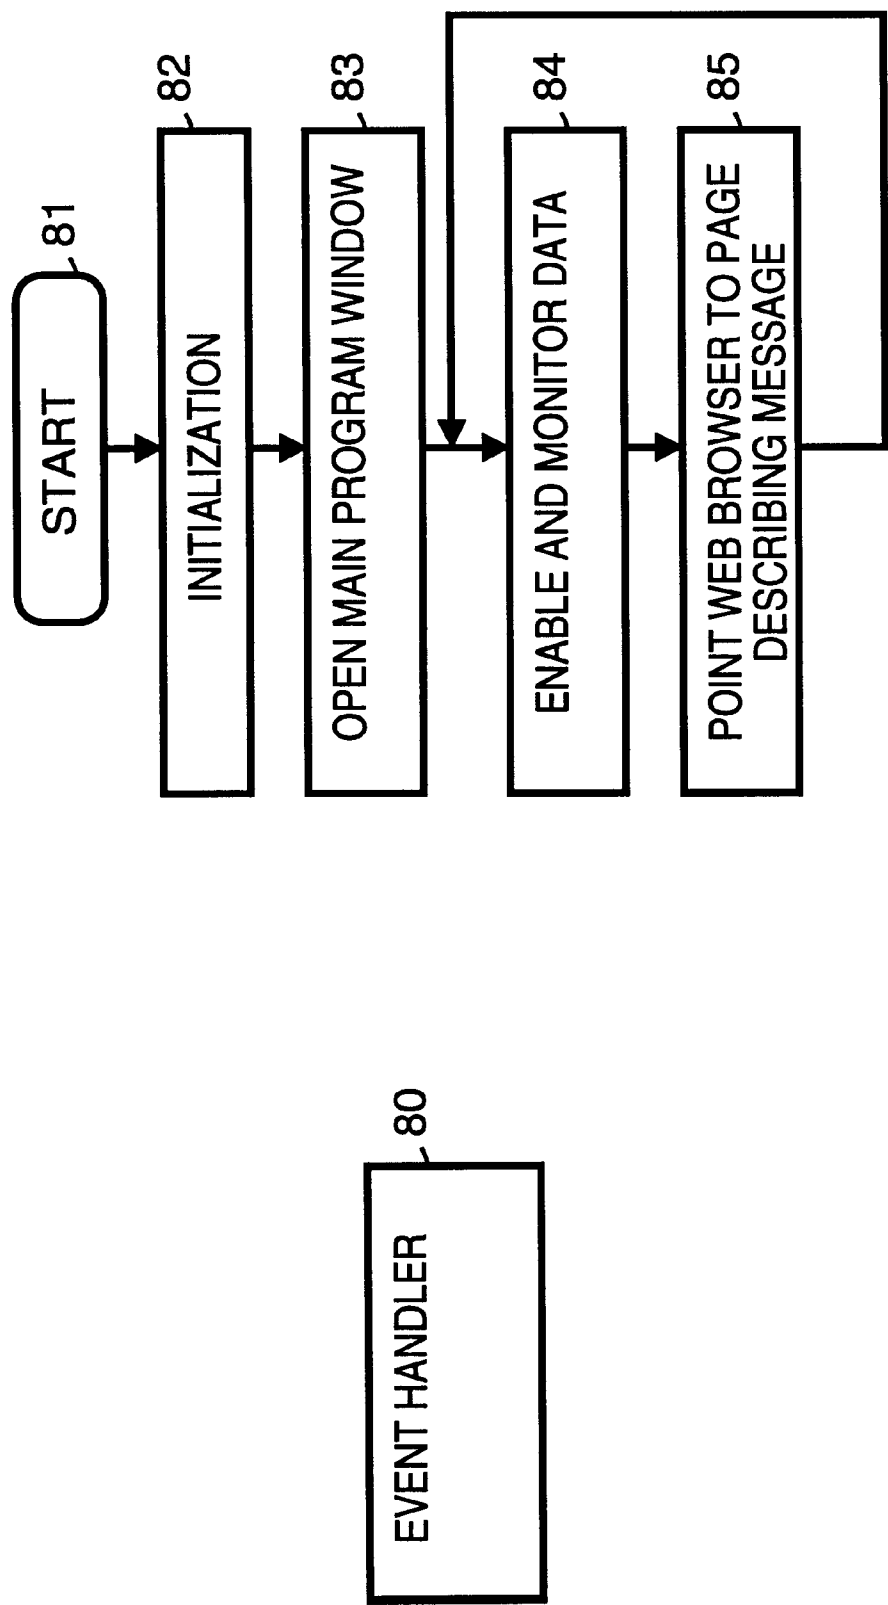 EVENT HANDLER
80
START
81
INITIALIZATION
82
OPEN MAIN PROGRAM WINDOW
83
ENABLE AND MONITOR DATA
84
POINT WEB BROWSER TO PAGE
DESCRIBING MESSAGE
85